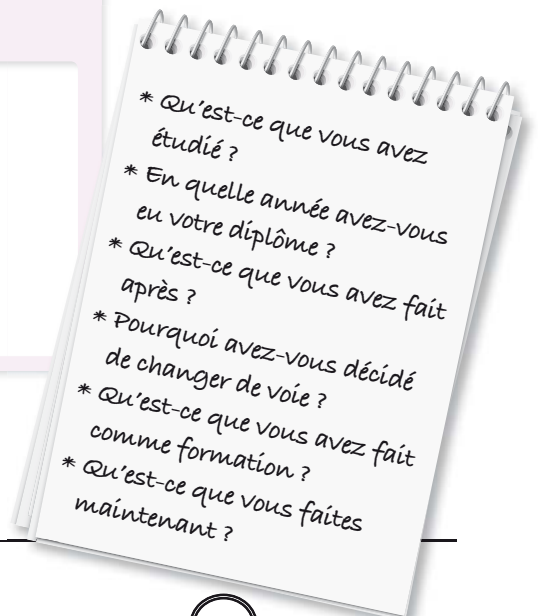 * Qu'est-ce que vous avez
étudié ?
* En quelle année avez-vous
eu votre diplôme ?
* Qu'est-ce que vous avez fait
après ?
* Pourquoi avez-vous décidé
de changer de voie ?
* Qu'est-ce que vous avez fait
comme formation ?
* Qu'est-ce que vous faites
maintenant ?